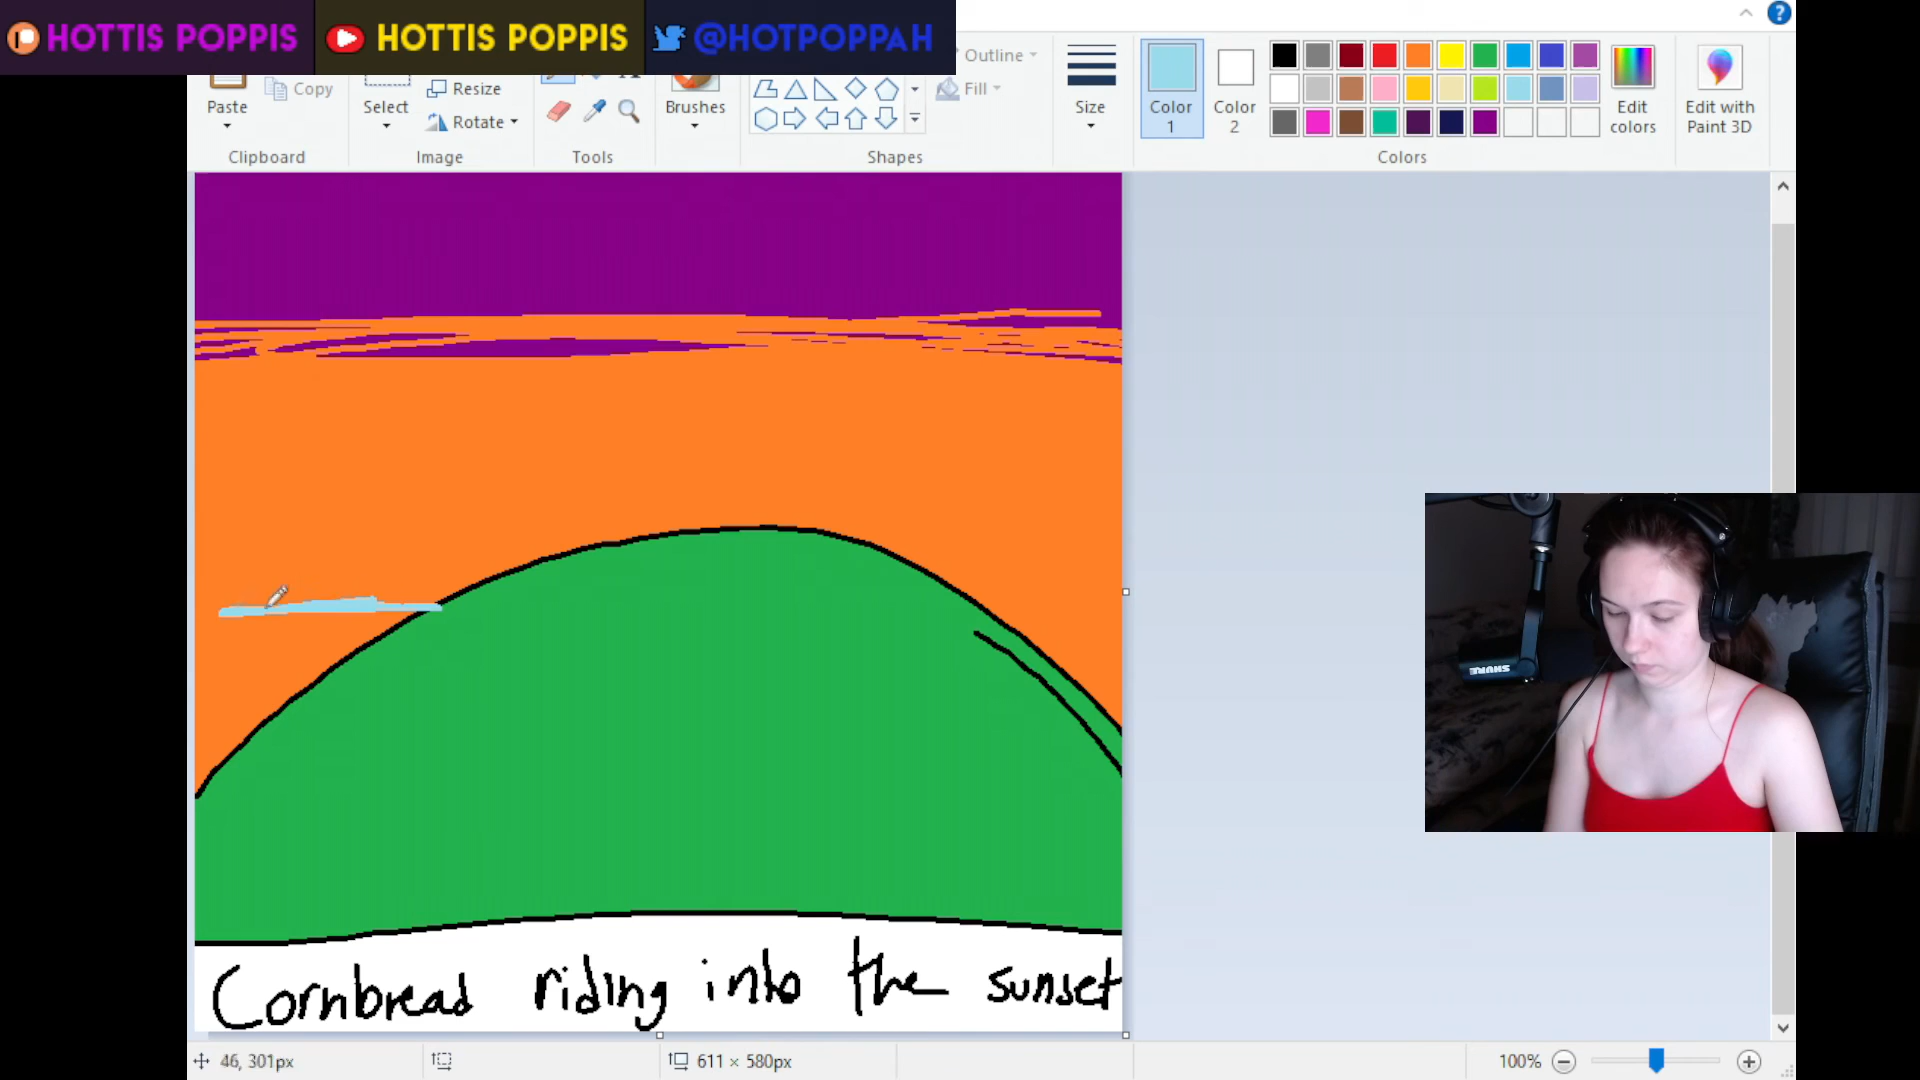 HOTTIS POPPIS HOTTIS POPPIS @HOTPOPPAH
Outline
Paste Copy Select Resize Rotate Brushes Fill Size Color 1 Color 2 Edit colors Edit with Paint 3D
Clipboard Image Tools Shapes Colors
SHURE
Cornbread riding into the sunset
46, 301px 611 × 580px 100%